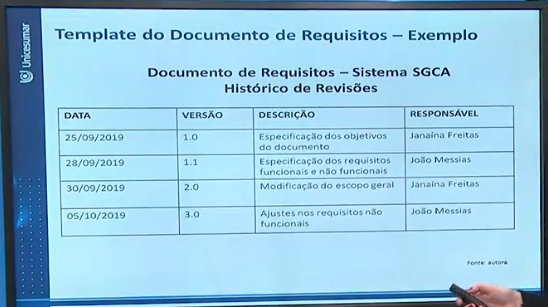 Unicesumar
Template do Documento de Requisitos – Exemplo
Documento de Requisitos – Sistema SGCA
Histórico de Revisões
DATA VERSÃO DESCRIÇÃO RESPONSÁVEL
25/09/2019 1.0 Especificação dos objetivos do documento Janaína Freitas
28/09/2019 1.1 Especificação dos requisitos funcionais e não funcionais João Messias
30/09/2019 2.0 Modificação do escopo geral Janaína Freitas
05/10/2019 3.0 Ajustes nos requisitos não funcionais João Messias
Fonte: autora